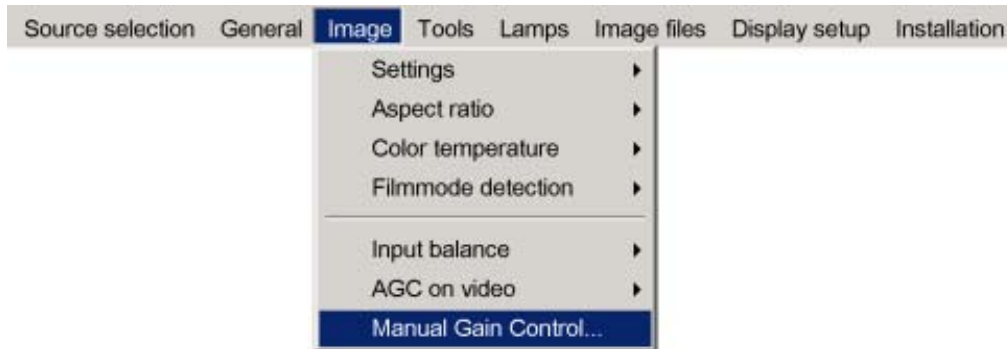 Source selection General Image Tools Lamps Image files Display setup Installation
Settings
Aspect ratio
Color temperature
Filmmode detection
Input balance
AGC on video
Manual Gain Control...